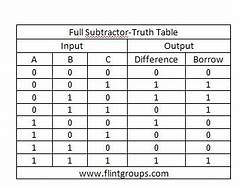 Full Subtractor-Truth Table
Input Output
A B C Difference Borrow
0 0 0 0 0
0 0 1 1 1
0 1 0 1 1
0 1 1 0 1
1 0 0 1 0
1 0 1 0 0
1 1 0 0 0
1 1 1 1 1
www.flintgroups.com